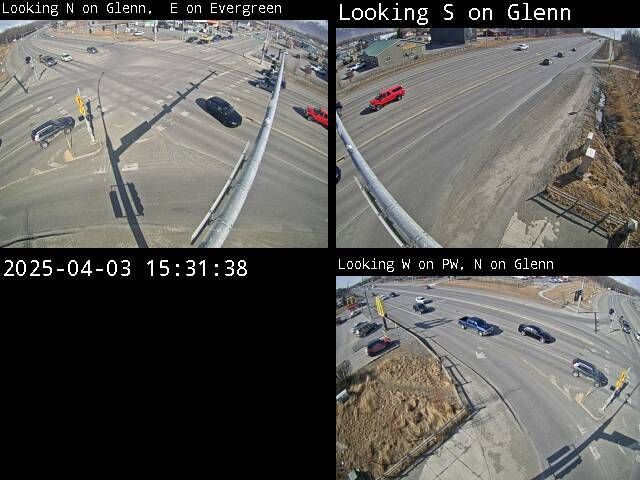 Looking N on Glenn,  E on Evergreen
Looking S on Glenn
2025-04-03 15:31:38
Looking W on PW, N on Glenn